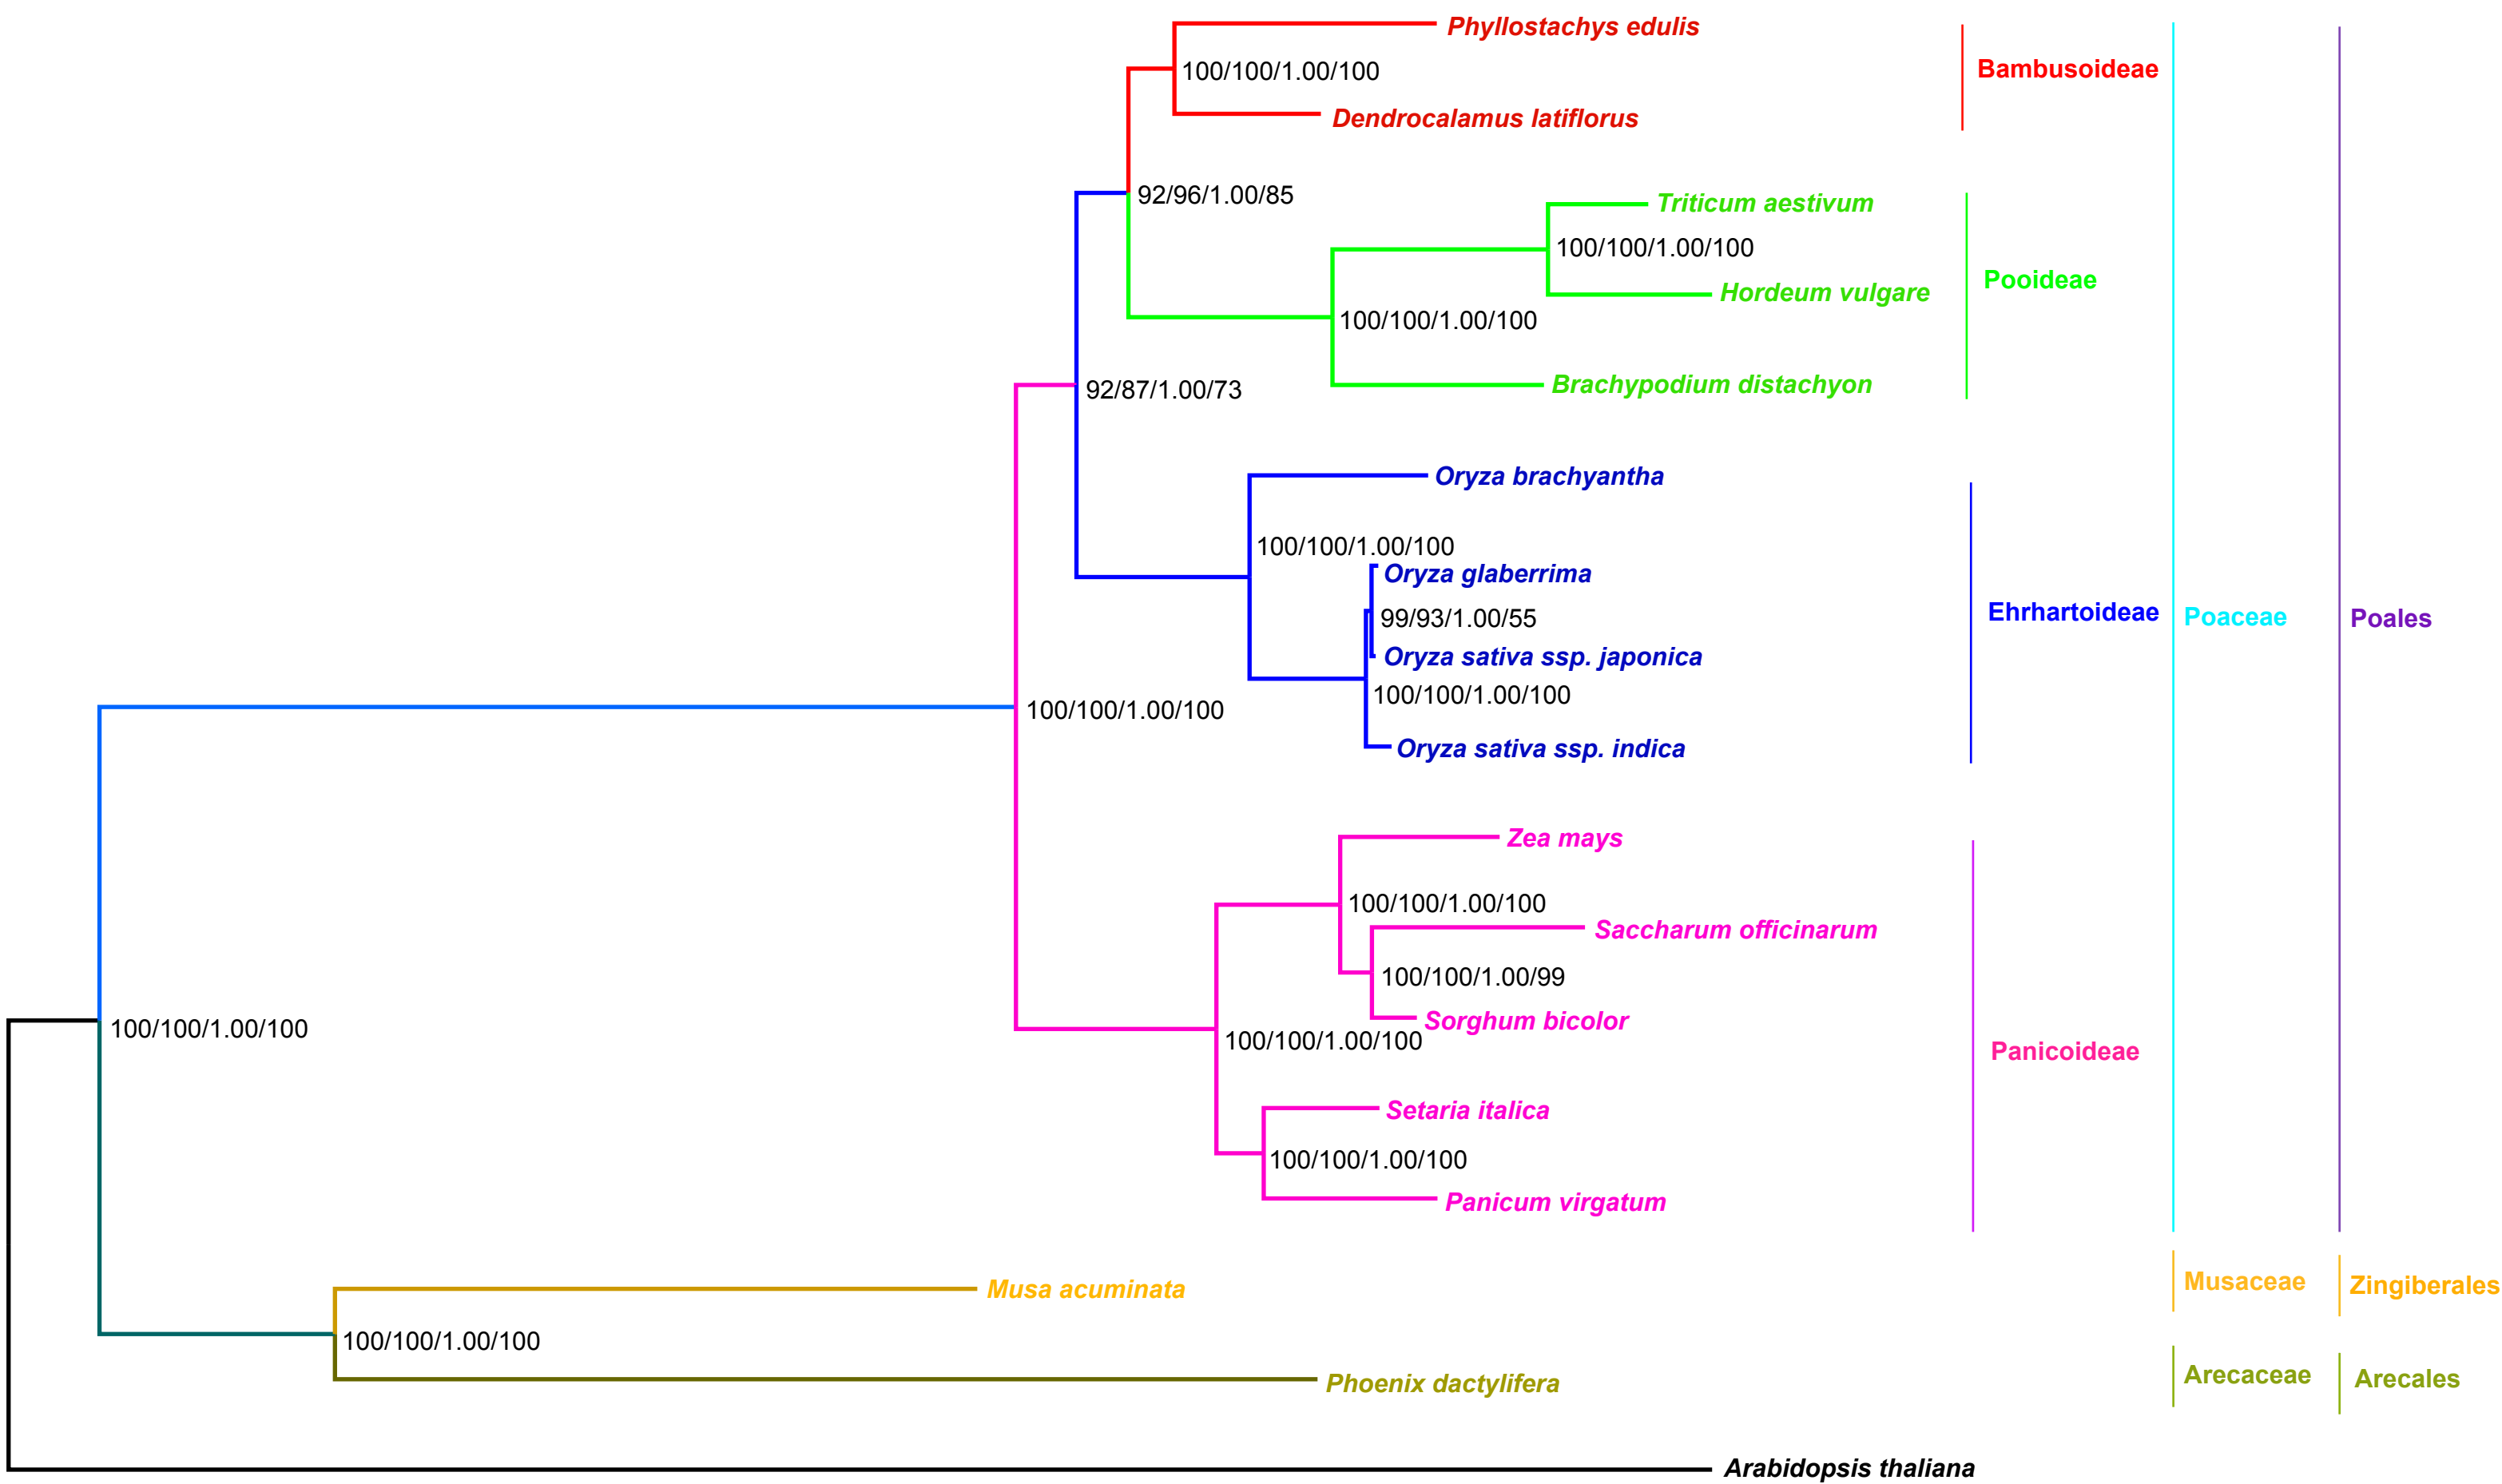 Phyllostachys edulis
100/100/1.00/100
Bambusoideae
Dendrocalamus latiflorus
92/96/1.00/85
Triticum aestivum
100/100/1.00/100
Pooideae
Hordeum vulgare
100/100/1.00/100
Brachypodium distachyon
92/87/1.00/73
Oryza brachyantha
100/100/1.00/100
Oryza glaberrima
99/93/1.00/55
Ehrhartoideae
Poaceae
Poales
Oryza sativa ssp. japonica
100/100/1.00/100
100/100/1.00/100
Oryza sativa ssp. indica
Zea mays
100/100/1.00/100
Saccharum officinarum
100/100/1.00/99
Sorghum bicolor
100/100/1.00/100
100/100/1.00/100
Panicoideae
Setaria italica
100/100/1.00/100
Panicum virgatum
Musa acuminata
Musaceae
Zingiberales
100/100/1.00/100
Phoenix dactylifera
Arecaceae
Arecales
Arabidopsis thaliana